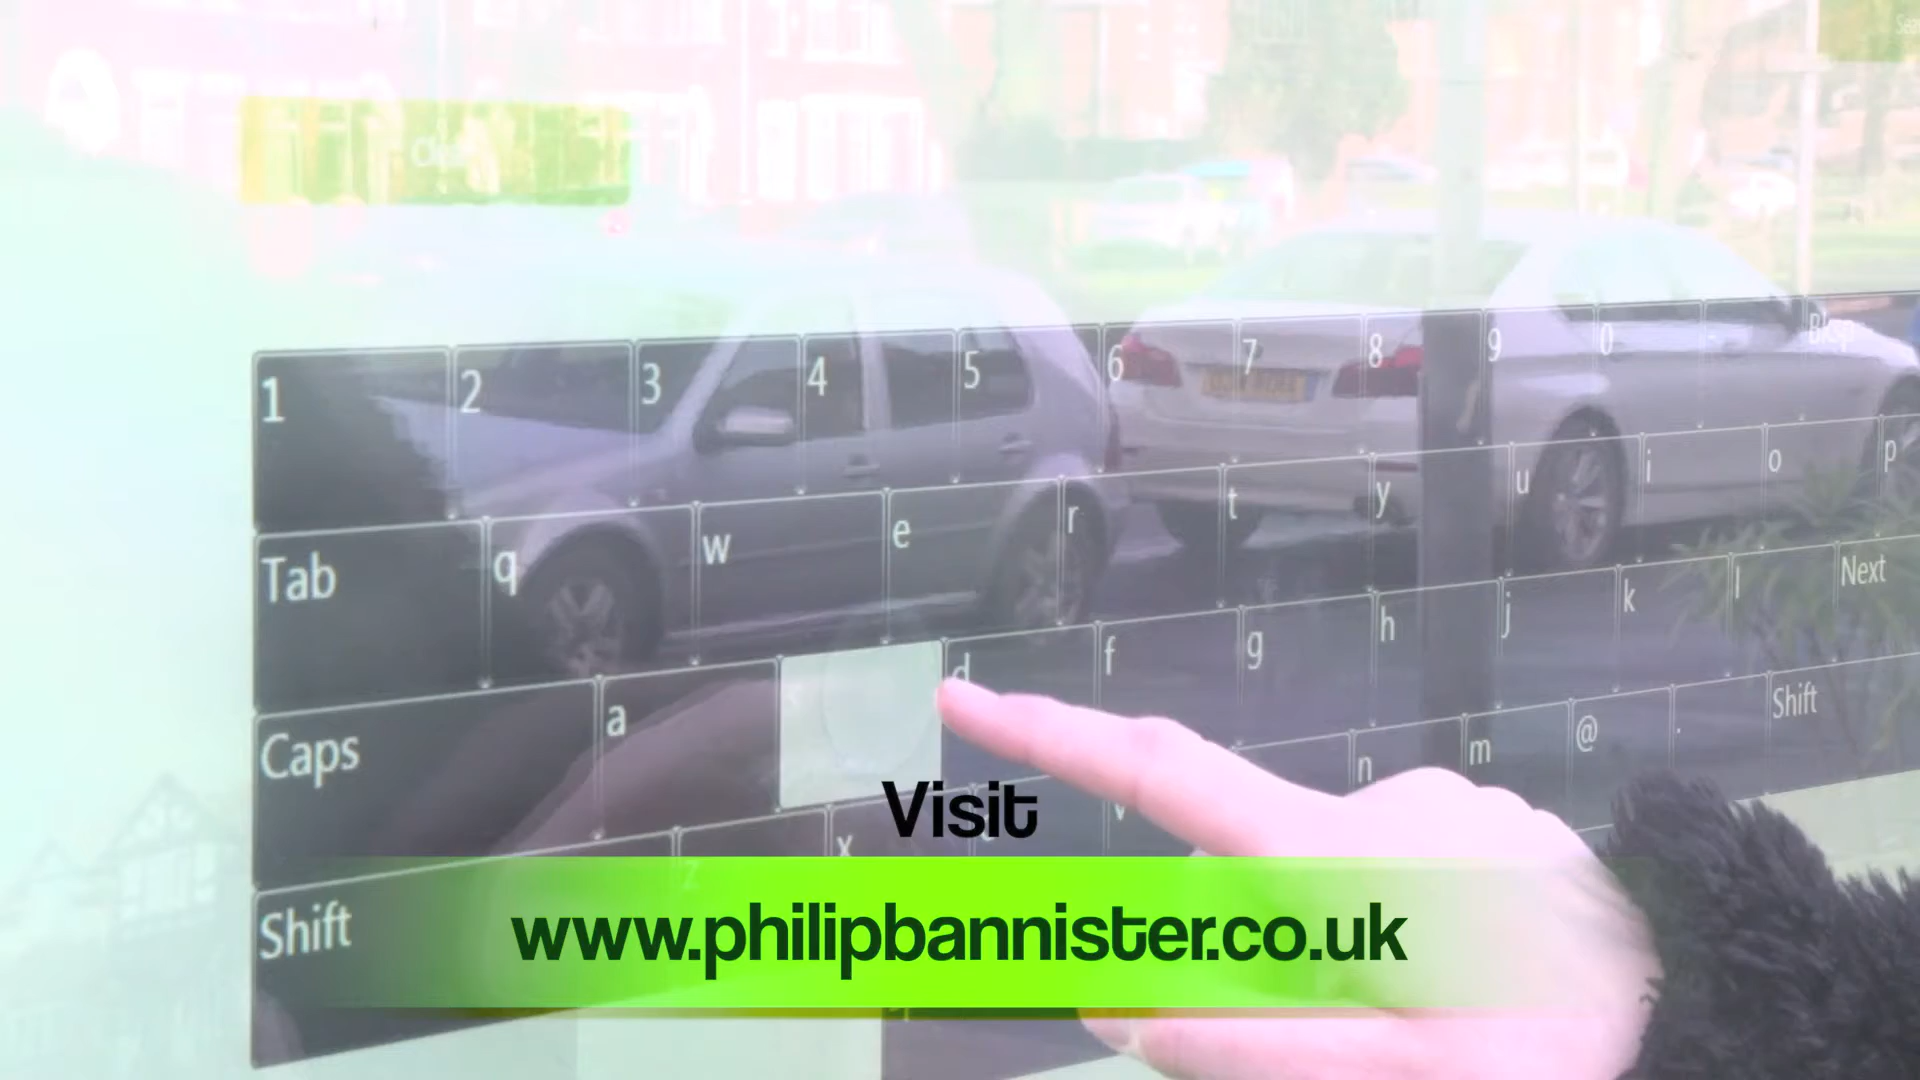 1 2 3 4 5 6 7 8 9 0 - Bksp
Tab q w e r t y u i o p
Caps a d f g h j k l Next
Shift z x v n m @ . Shift
Visit
www.philipbannister.co.uk